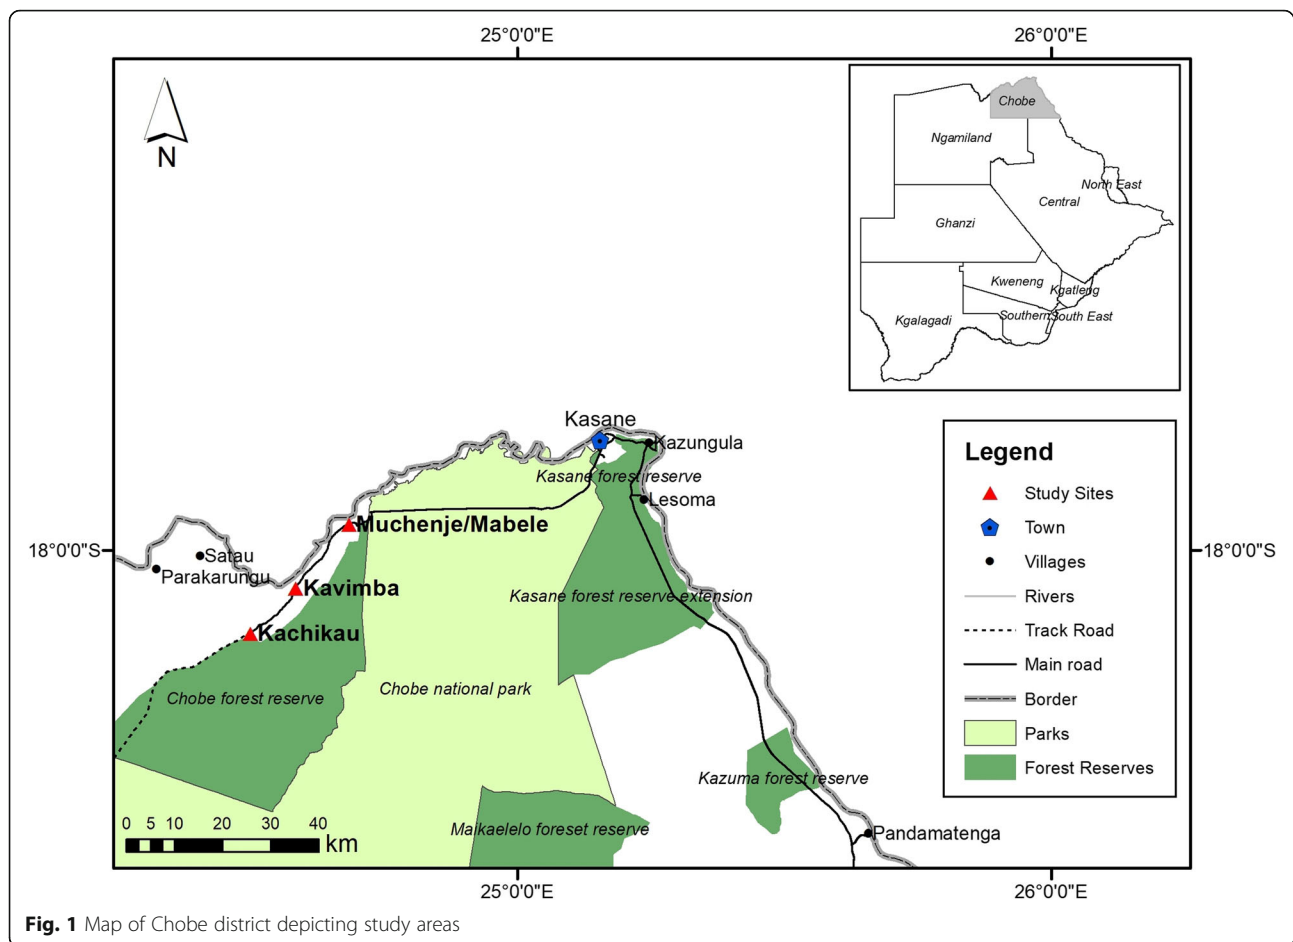 25°0'0"E
26°0'0"E
N
Chobe
Ngamiland
North East
Central
Ghanzi
Kweneng
Kgatleng
Kgalagadi
Southern
South East
Kasane
Kazungula
Kasane forest reserve
Lesoma
Muchenje/Mabele
18°0'0"S
18°0'0"S
Satau
Parakarungu
Kavimba
Kasane forest reserve extension
Kachikau
Chobe forest reserve
Chobe national park
Kazuma forest reserve
Maikaelelo foreset reserve
Pandamatenga
0 5 10 20 30 40
km
Legend
Study Sites
Town
Villages
Rivers
Track Road
Main road
Border
Parks
Forest Reserves
25°0'0"E
26°0'0"E
Fig. 1 Map of Chobe district depicting study areas